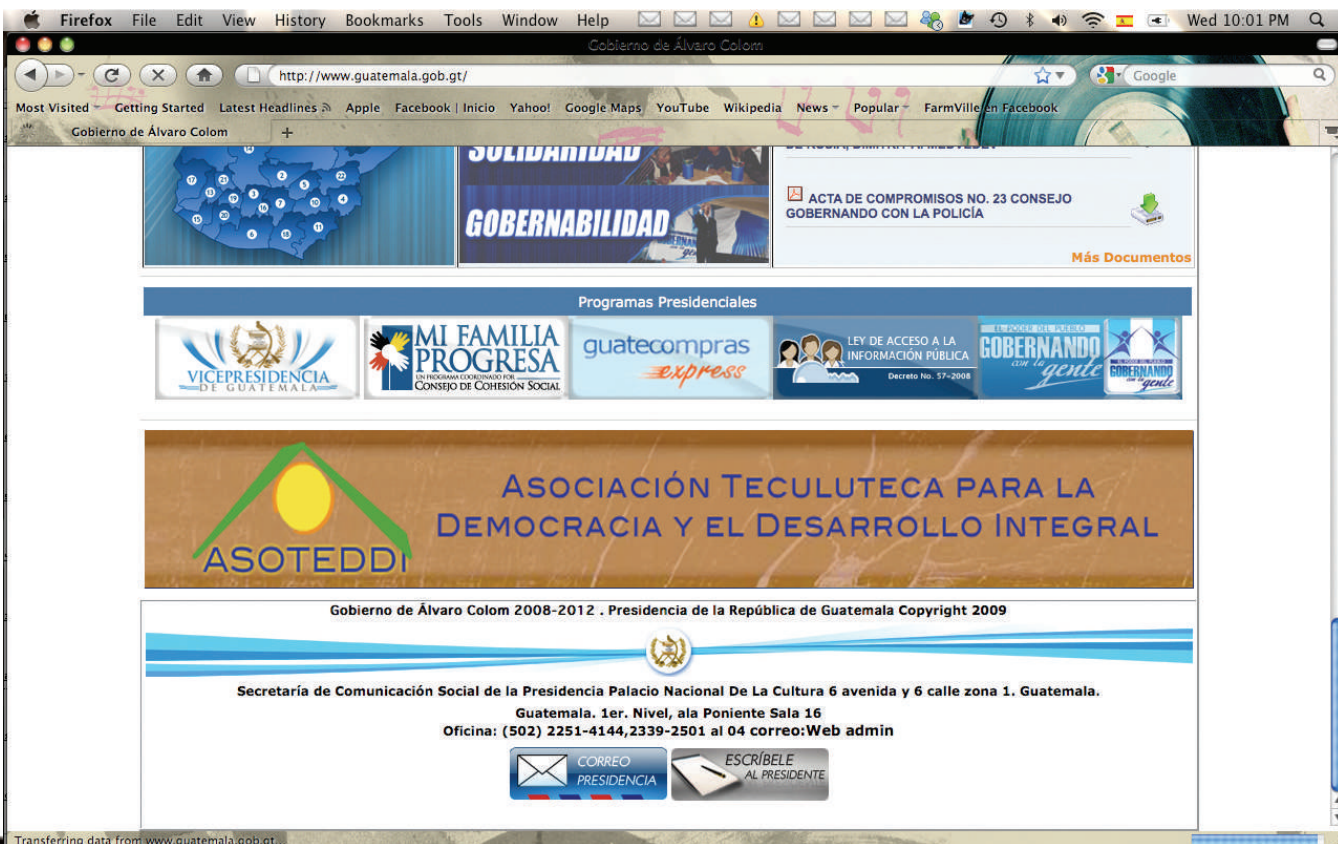 Firefox File Edit View History Bookmarks Tools Window Help Wed 10:01 PM
Gobierno de Álvaro Colom
http://www.guatemala.gob.gt/ Google
Most Visited Getting Started Latest Headlines Apple Facebook | Inicio Yahoo! Google Maps YouTube Wikipedia News Popular FarmVille en Facebook
Gobierno de Álvaro Colom +
SOLIDARIDAD
GOBERNABILIDAD
ACTA DE COMPROMISOS NO. 23 CONSEJO
GOBERNANDO CON LA POLICÍA
Más Documentos
Programas Presidenciales
VICEPRESIDENCIA
DE GUATEMALA
MI FAMILIA
PROGRESA
UN PROGRAMA COORDINADO POR
CONSEJO DE COHESIÓN SOCIAL
guatecompras
express
LEY DE ACCESO A LA
INFORMACIÓN PÚBLICA
Decreto No. 57-2008
EL PODER DEL PUEBLO
GOBERNANDO
con la
gente
GOBERNANDO
con la
gente
ASOTEDDI
ASOCIACIÓN TECULUTECA PARA LA
DEMOCRACIA Y EL DESARROLLO INTEGRAL
Gobierno de Álvaro Colom 2008-2012 . Presidencia de la República de Guatemala Copyright 2009
Secretaría de Comunicación Social de la Presidencia Palacio Nacional De La Cultura 6 avenida y 6 calle zona 1. Guatemala.
Guatemala. 1er. Nivel, ala Poniente Sala 16
Oficina: (502) 2251-4144,2339-2501 al 04 correo:Web admin
CORREO
PRESIDENCIA
ESCRÍBELE
AL PRESIDENTE
Transferring data from www.guatemala.gob.gt...